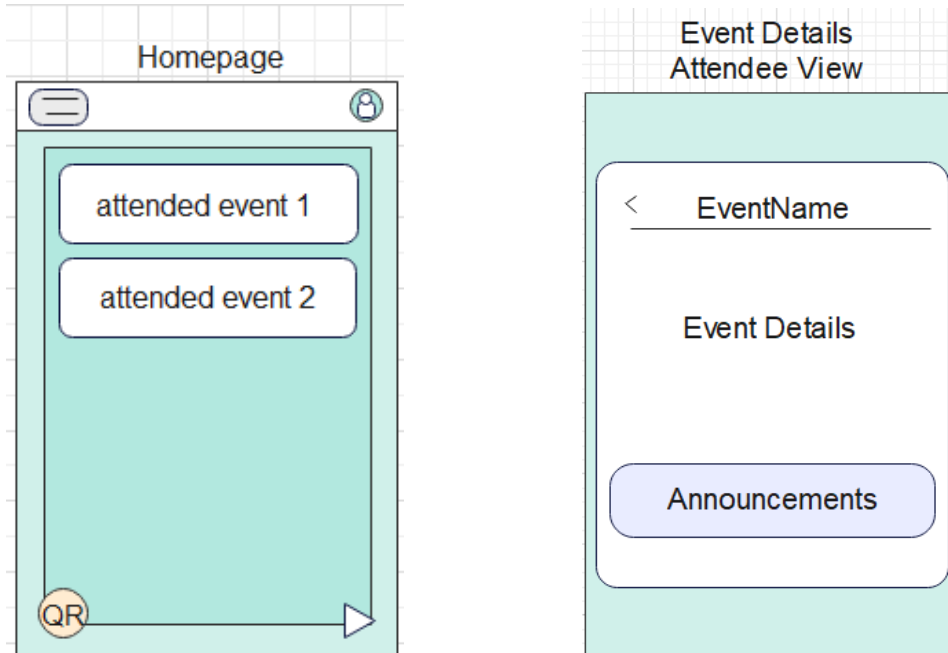 Homepage
attended event 1
attended event 2
QR
Event Details
Attendee View
<
EventName
Event Details
Announcements